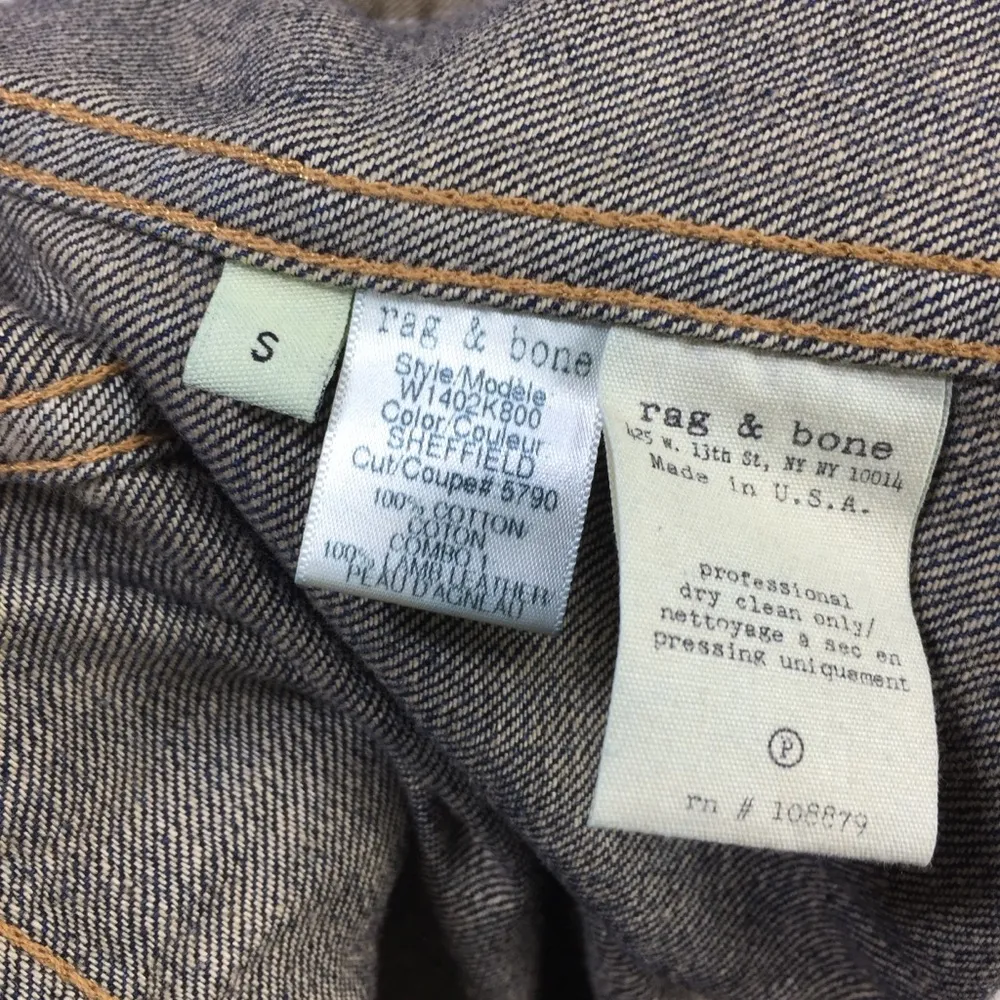 S
rag & bone
Style/Modèle
W1402K800
Color/Couleur
SHEFFIELD
Cut/Coupe# 5790
100% COTTON
COTON
COMBO 1
100% LAMB LEATHER
PEAU D'AGNEAU
rag & bone
425 W. 13th St, NY NY 10014
Made in U.S.A.
professional
dry clean only/
nettoyage à sec en
pressing uniquement
P
rn # 108879